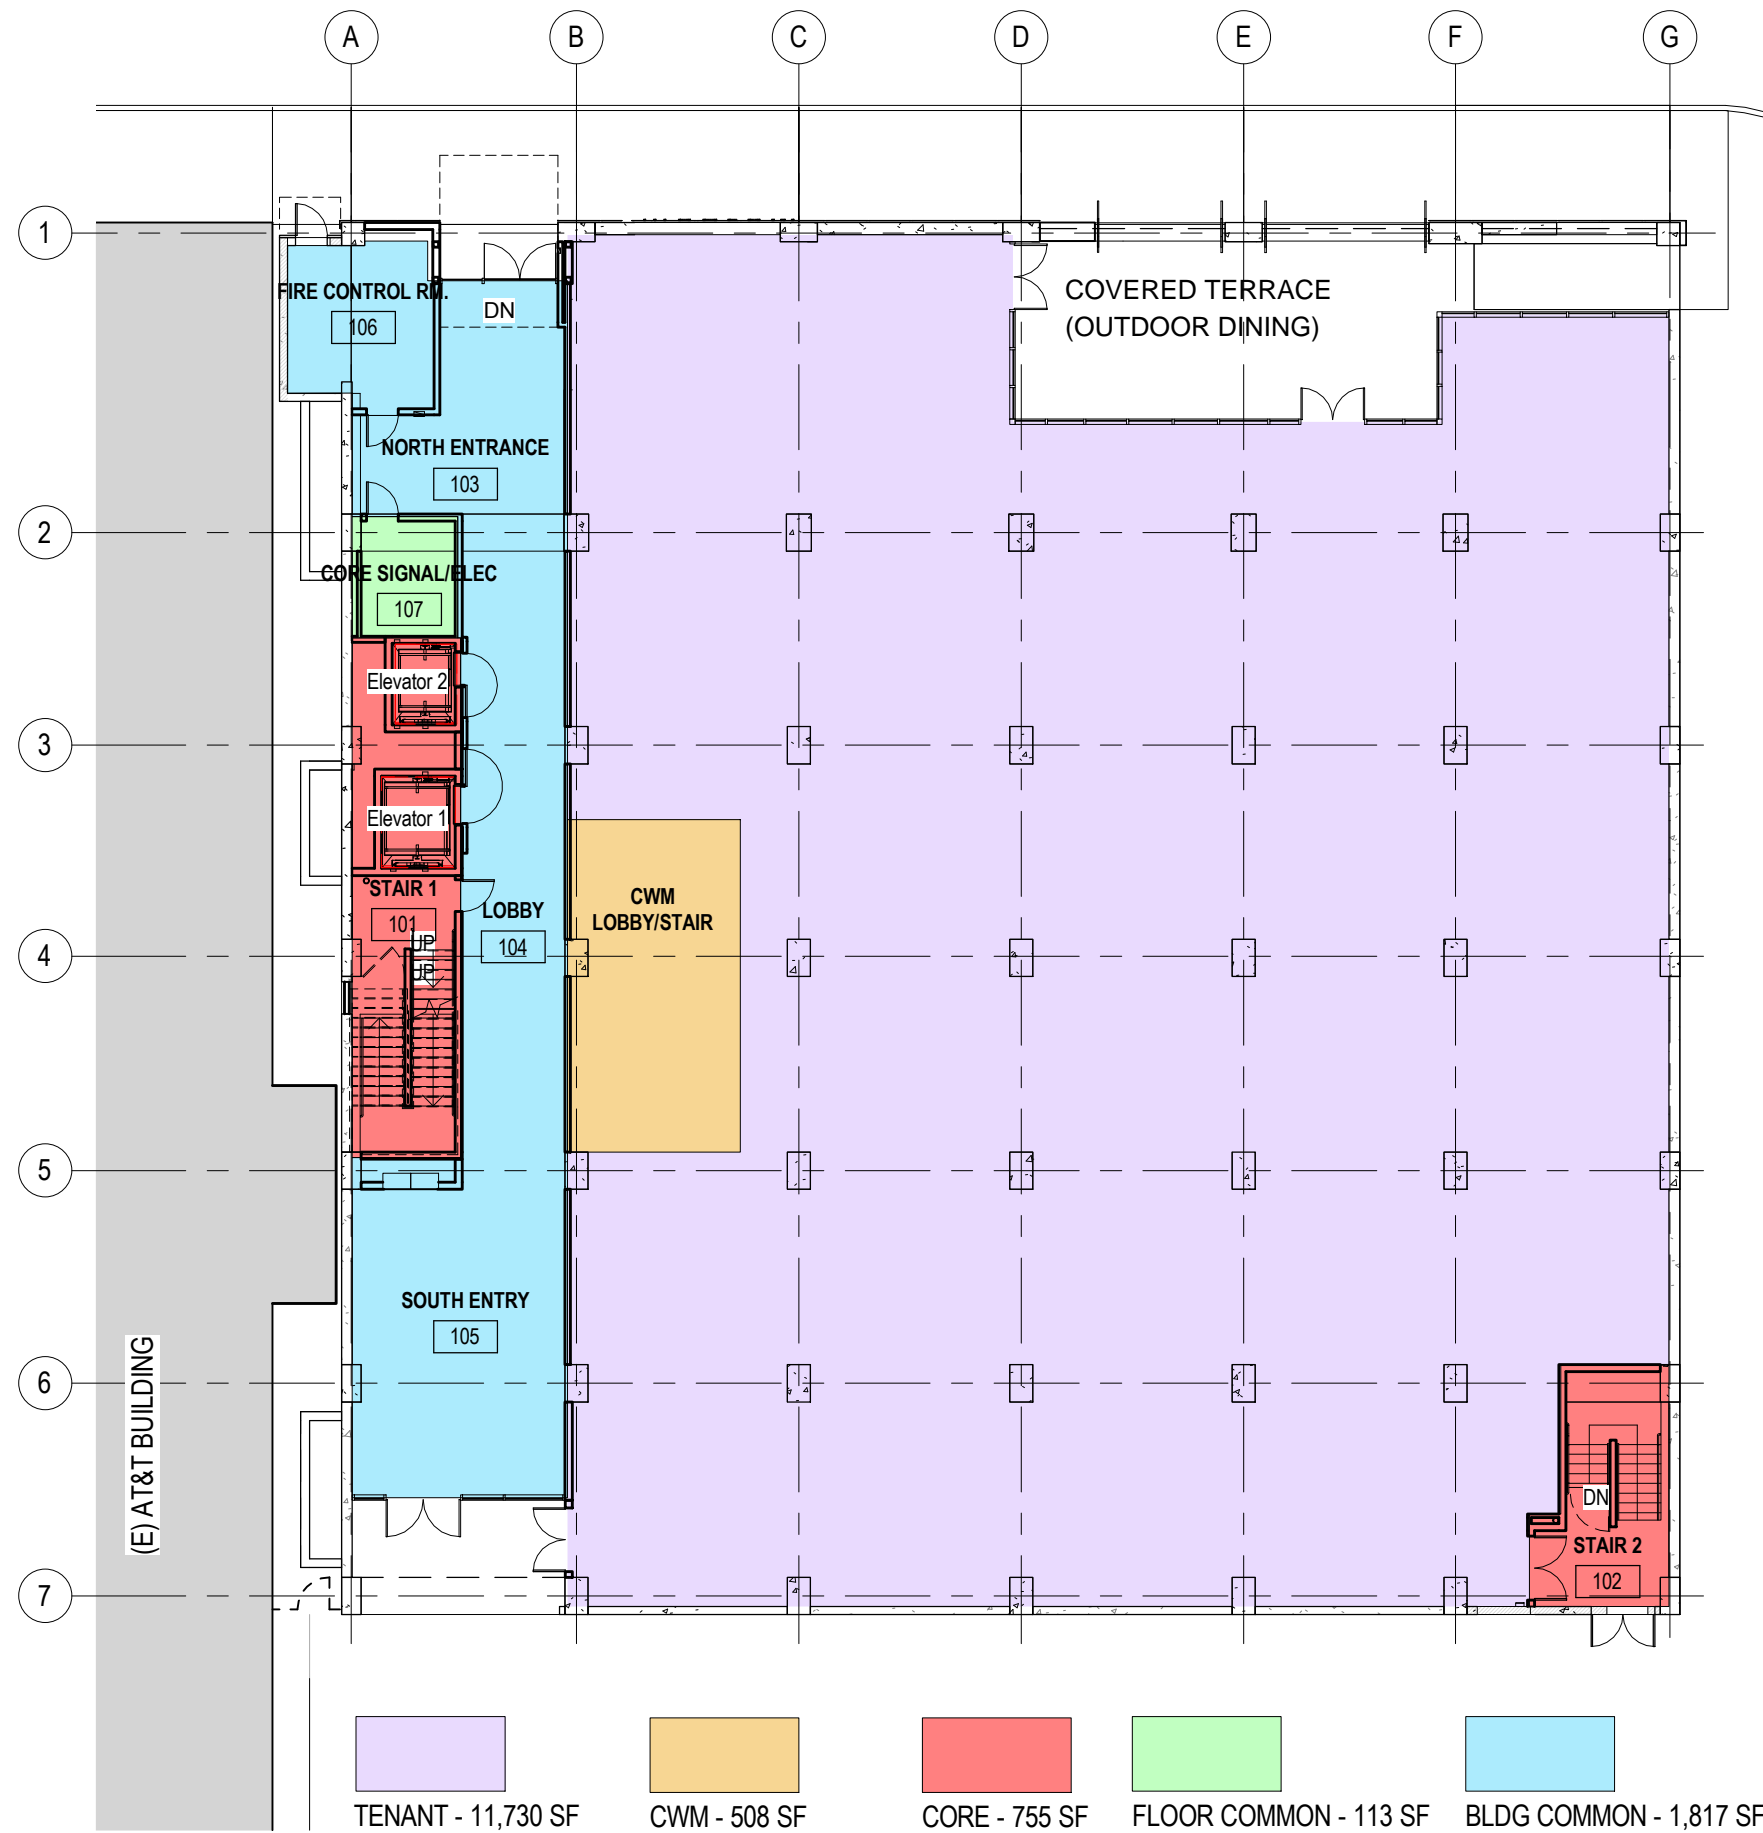 A B C D E F G
1
COVERED TERRACE
(OUTDOOR DINING)
FIRE CONTROL RM.
106
DN
NORTH ENTRANCE
103
2
CORE SIGNAL/ELEC
107
Elevator 2
3
Elevator 1
STAIR 1
101
UP
UP
LOBBY
104
CWM
LOBBY/STAIR
4
5
SOUTH ENTRY
105
6
(E) AT&T BUILDING
DN
STAIR 2
102
7
TENANT - 11,730 SF
CWM - 508 SF
CORE - 755 SF
FLOOR COMMON - 113 SF
BLDG COMMON - 1,817 SF